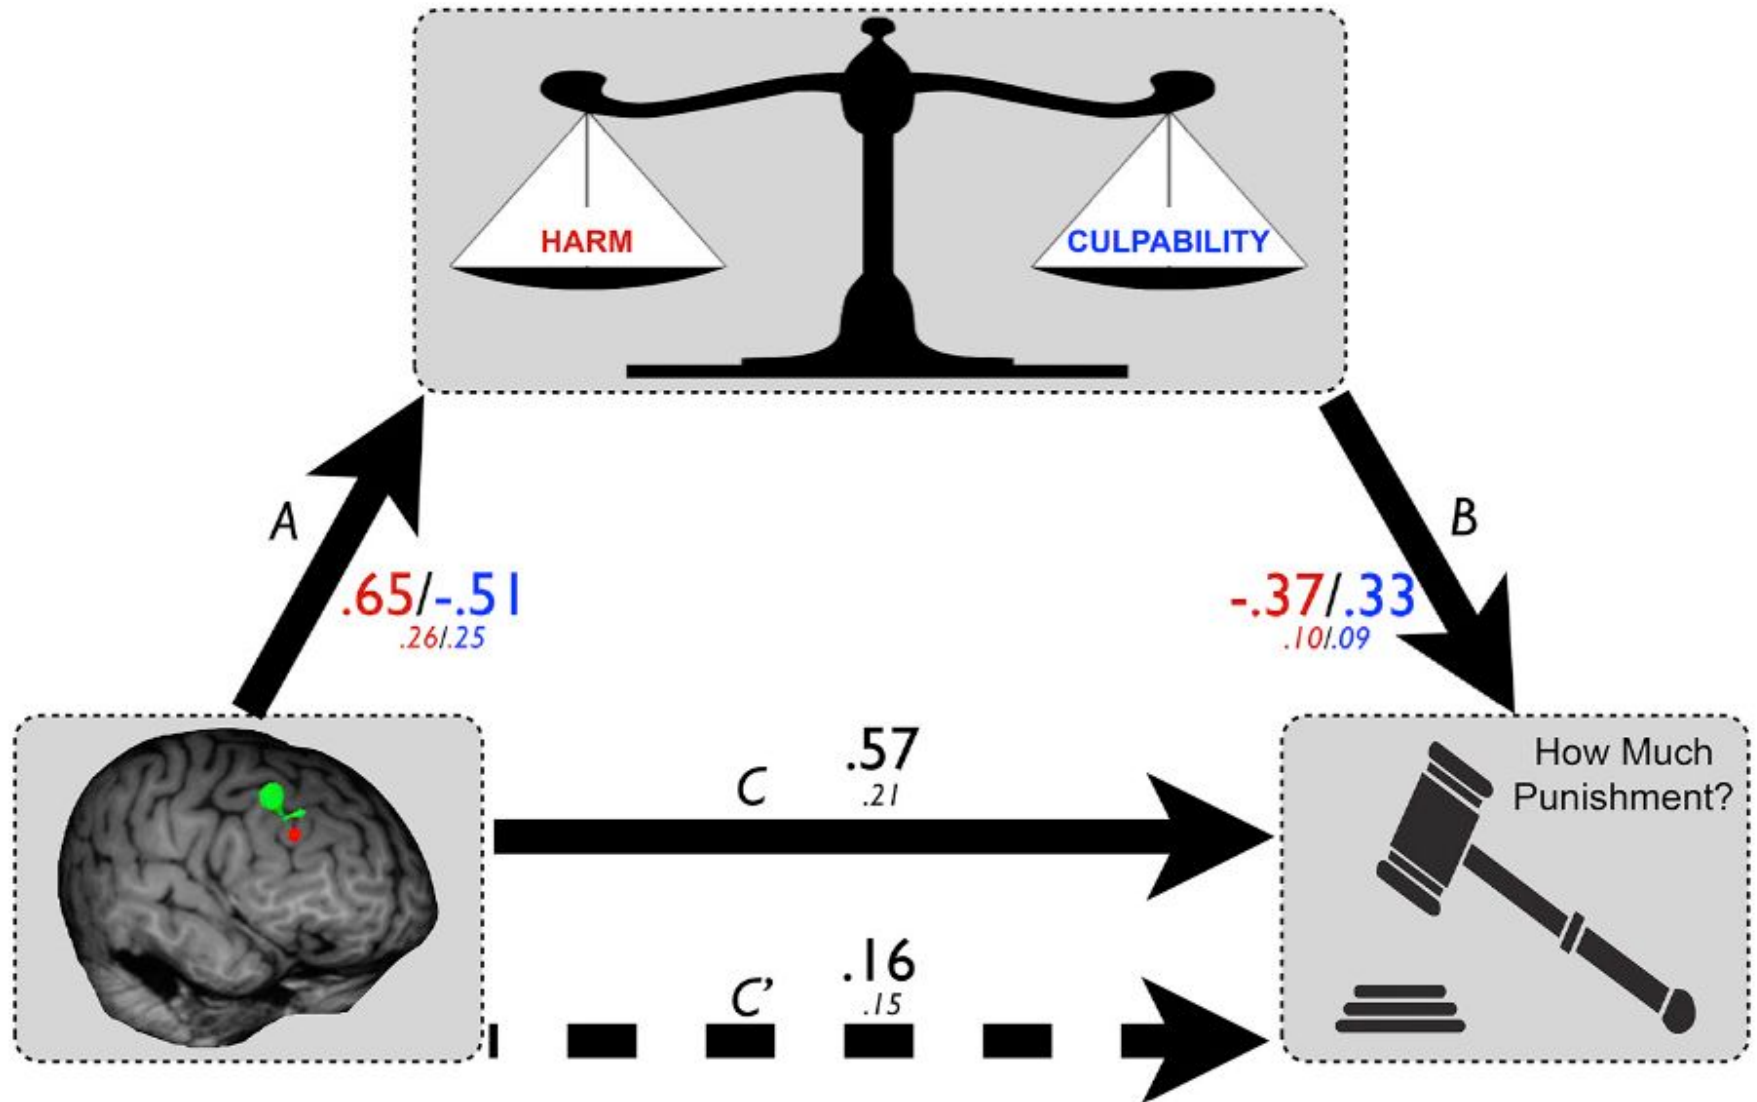 HARM
CULPABILITY
A
B
.65/-.51
.26/.25
-.37/.33
.10/.09
C
.57
.21
How Much
Punishment?
C’
.16
.15